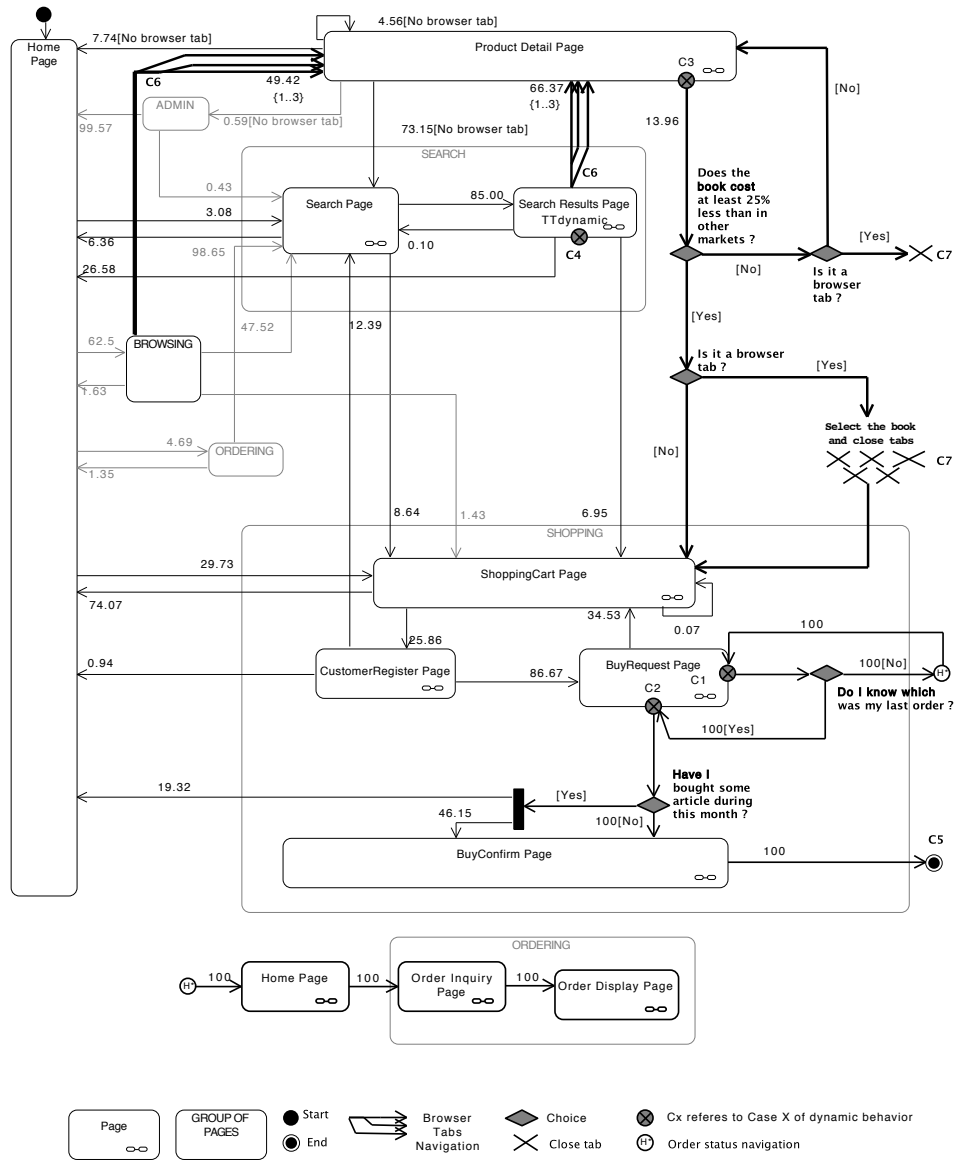 4.56[No browser tab]
7.74[No browser tab]
Home
Page
Product Detail Page
C3
C6
49.42
{1..3}
66.37
{1..3}
[No]
ADMIN
99.57
0.59[No browser tab]
13.96
73.15[No browser tab]
SEARCH
C6
Does the
book cost
at least 25%
less than in
other
markets ?
0.43
Search Page
85.00
Search Results Page
TTdynamic
3.08
6.36
98.65
0.10
C4
[Yes]
C7
[No]
Is it a
browser
tab ?
26.58
12.39
47.52
[Yes]
62.5
BROWSING
Is it a browser
tab ?
[Yes]
1.63
Select the book
and close tabs
4.69
ORDERING
[No]
C7
1.35
8.64
1.43
6.95
SHOPPING
29.73
ShoppingCart Page
74.07
34.53
0.07
100
25.86
0.94
CustomerRegister Page
86.67
BuyRequest Page
C1
100[No]
H*
C2
Do I know which
was my last order ?
100[Yes]
Have I
bought some
article during
this month ?
19.32
[Yes]
46.15
100[No]
BuyConfirm Page
100
C5
ORDERING
H*
100
Home Page
100
Order Inquiry
Page
100
Order Display Page
Page
GROUP OF
PAGES
Start
End
Browser
Tabs
Navigation
Choice
Close tab
Cx referes to Case X of dynamic behavior
H*
Order status navigation